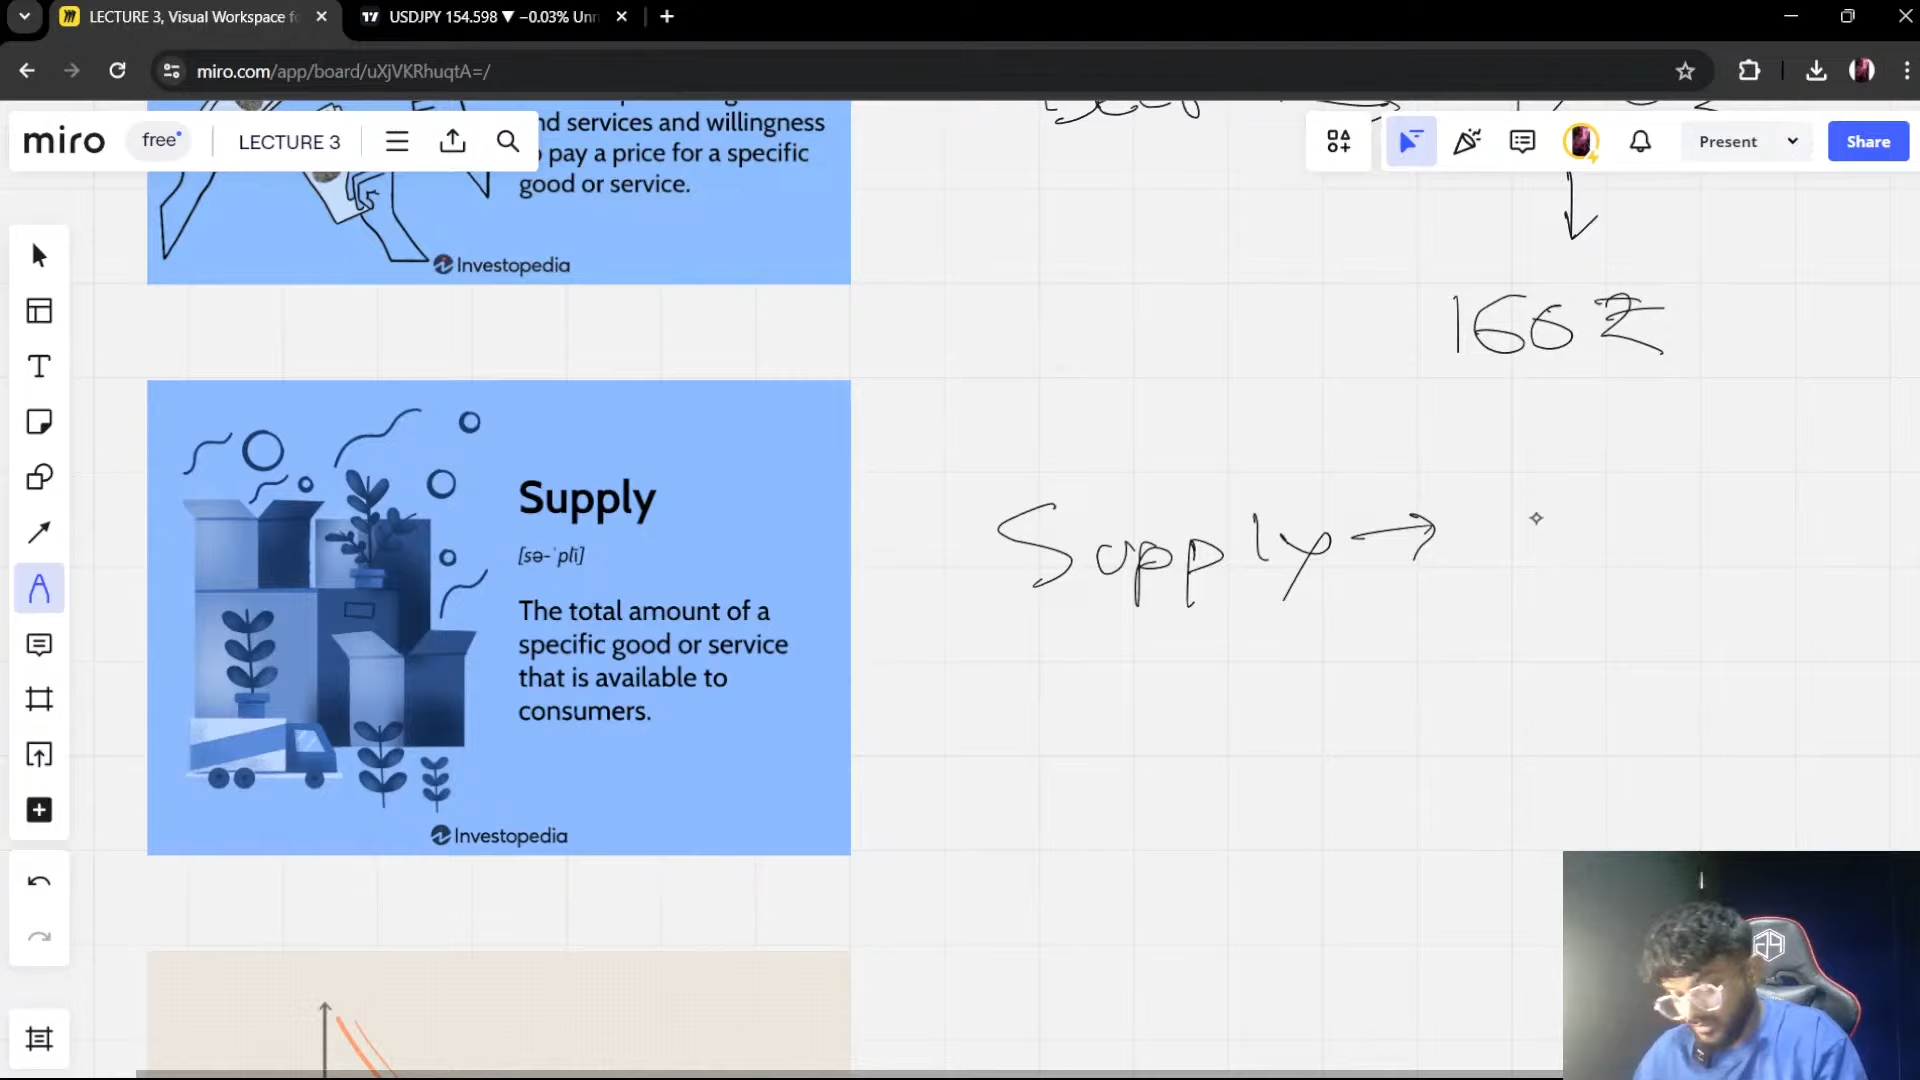 LECTURE 3, Visual Workspace fo
USDJPY 154.598 ▼ −0.03% Unn
miro.com/app/board/uXjVKRhuqtA=/
miro
free
LECTURE 3
Present
Share
nd services and willingness
pay a price for a specific
good or service.
Investopedia
Supply
[sə-ˈplī]
The total amount of a
specific good or service
that is available to
consumers.
Investopedia
Supply →